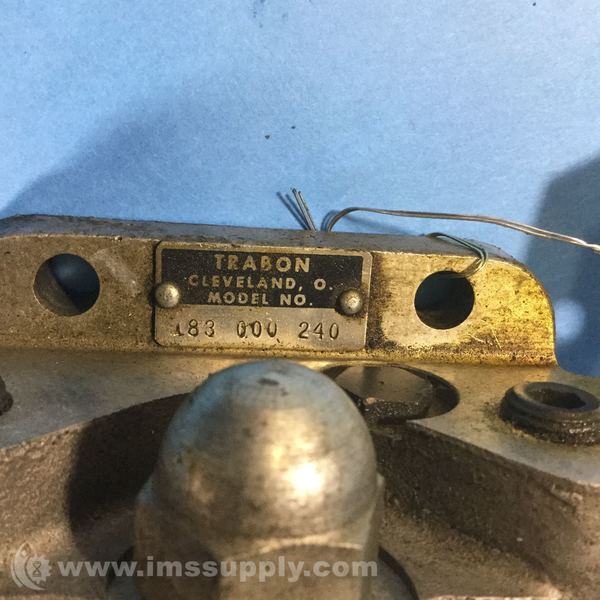 TRABON
CLEVELAND, O.
MODEL NO.
183 000 240
www.imssupply.com